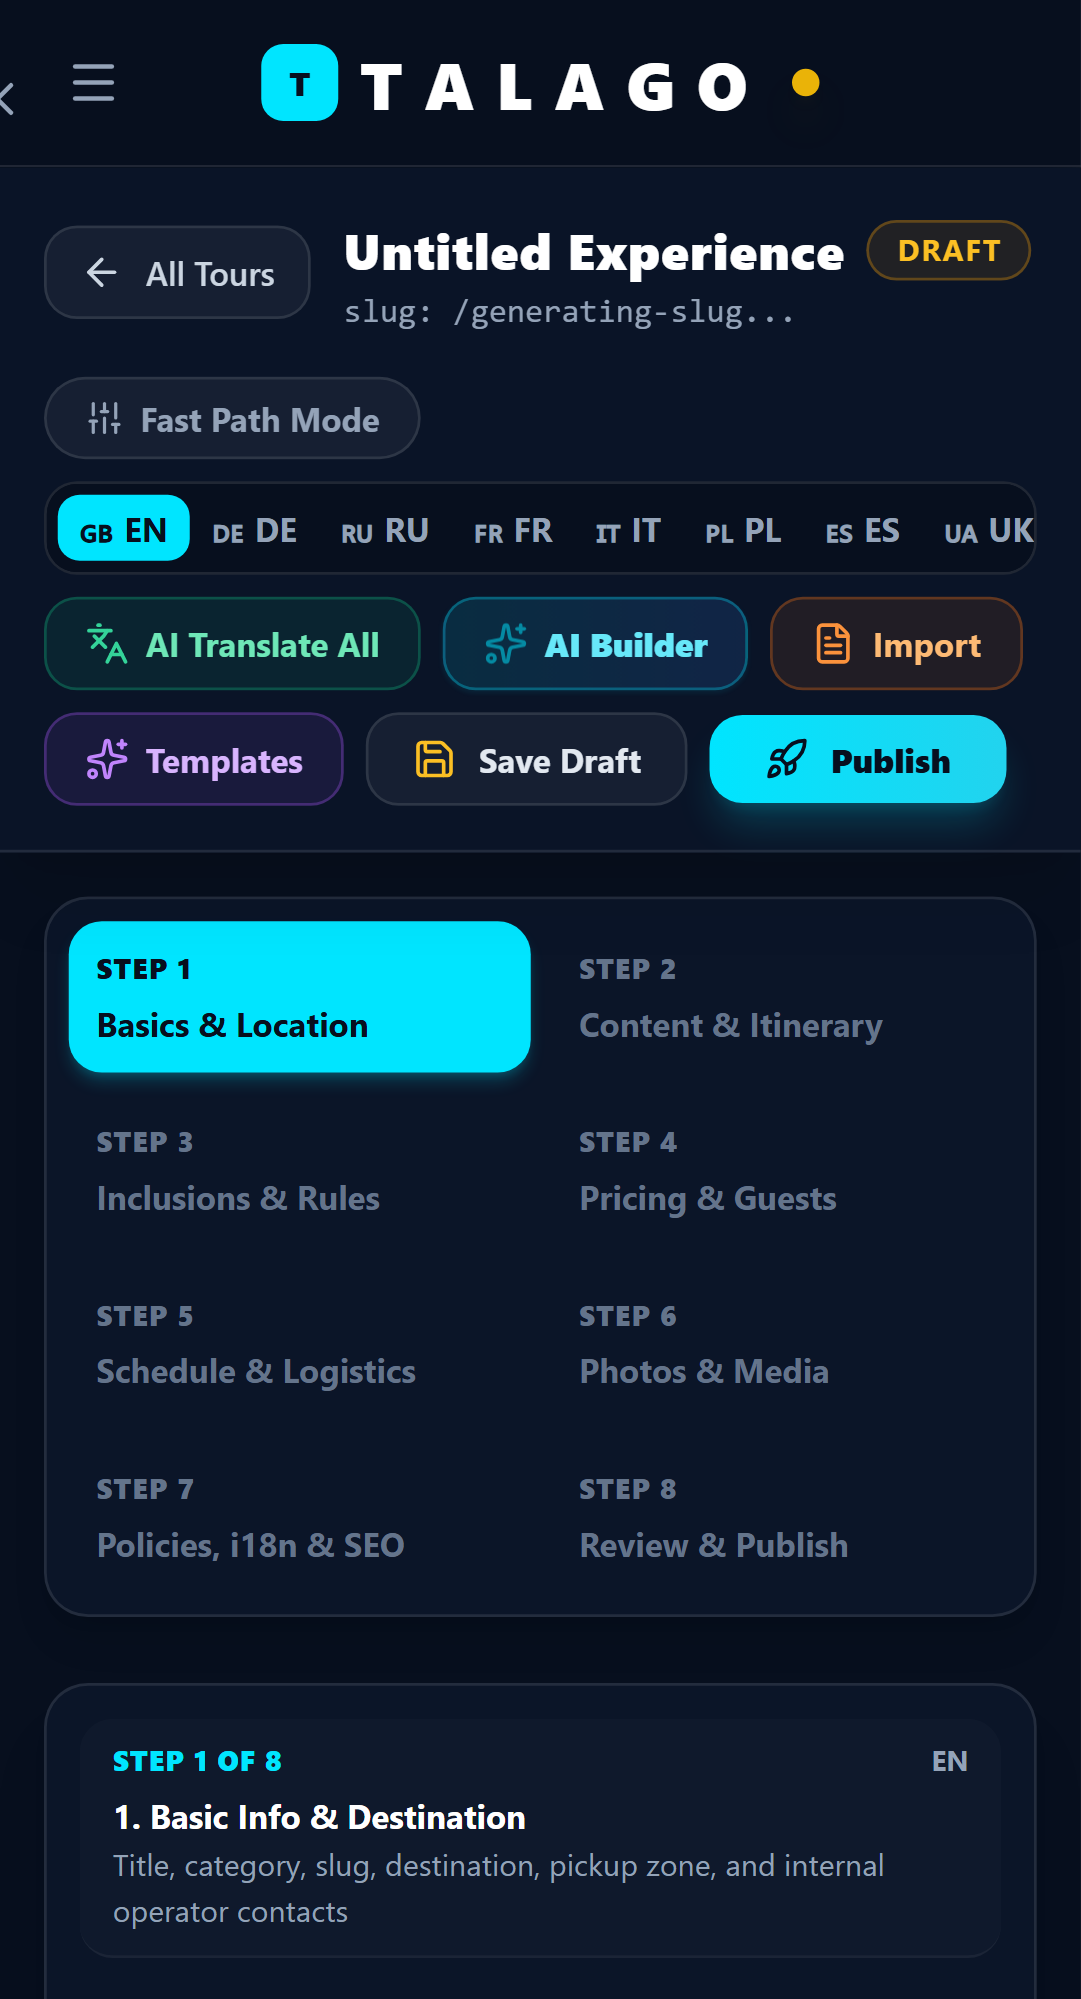 T TALAGO
All Tours
Untitled Experience DRAFT
slug: /generating-slug...
Fast Path Mode
GB EN DE DE RU RU FR FR IT IT PL PL ES ES UA UK
AI Translate All AI Builder Import
Templates Save Draft Publish
STEP 1
Basics & Location
STEP 2
Content & Itinerary
STEP 3
Inclusions & Rules
STEP 4
Pricing & Guests
STEP 5
Schedule & Logistics
STEP 6
Photos & Media
STEP 7
Policies, i18n & SEO
STEP 8
Review & Publish
STEP 1 OF 8 EN
1. Basic Info & Destination
Title, category, slug, destination, pickup zone, and internal
operator contacts